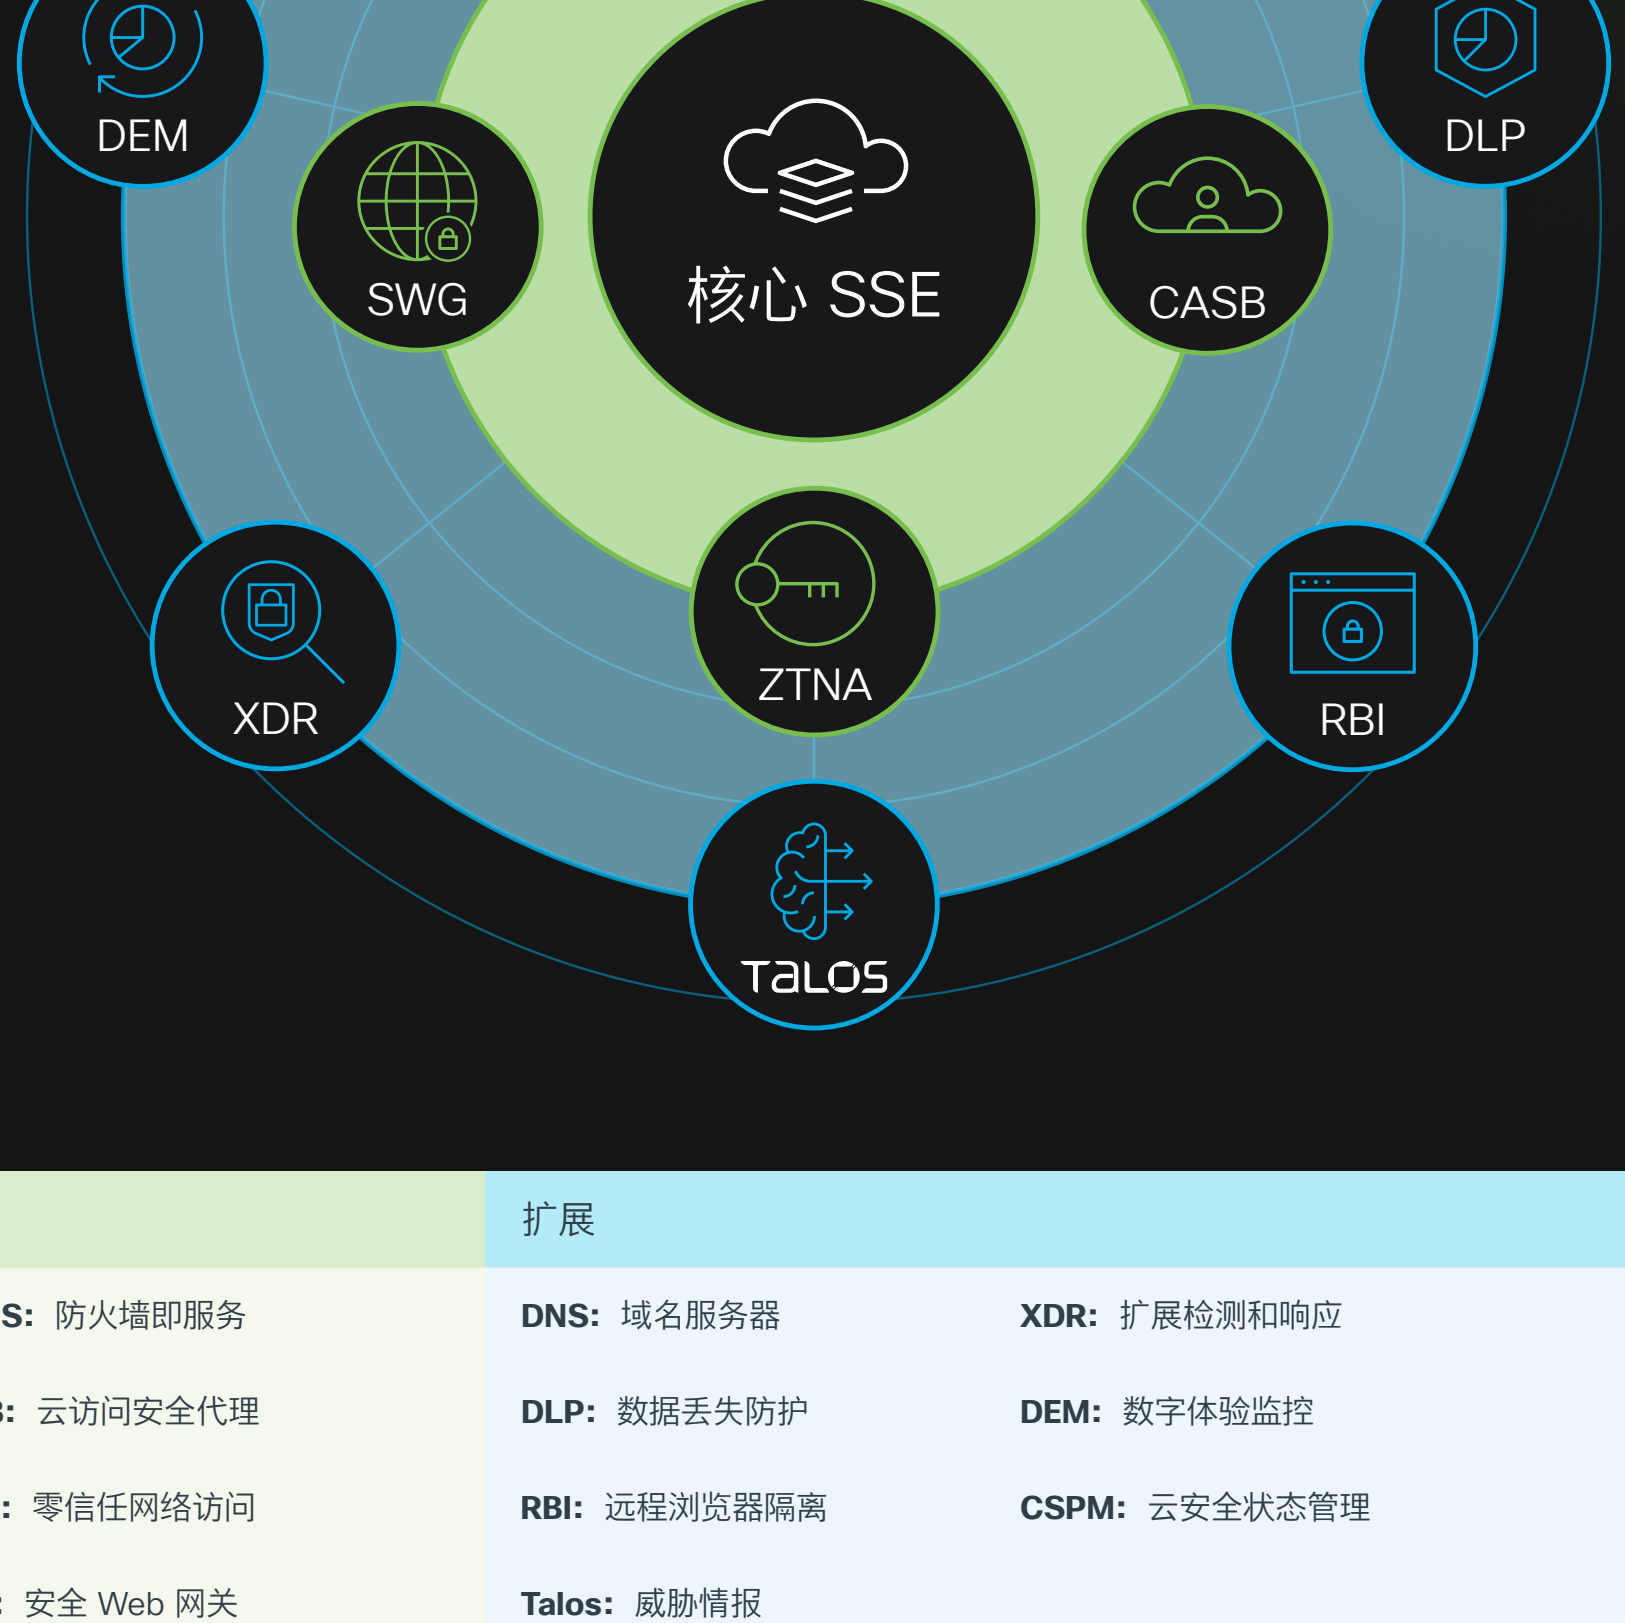 DEM
DLP
SWG
核心 SSE
CASB
XDR
ZTNA
RBI
TALOS
扩展
S: 防火墙即服务
DNS: 域名服务器
XDR: 扩展检测和响应
: 云访问安全代理
DLP: 数据丢失防护
DEM: 数字体验监控
: 零信任网络访问
RBI: 远程浏览器隔离
CSPM: 云安全状态管理
: 安全 Web 网关
Talos: 威胁情报